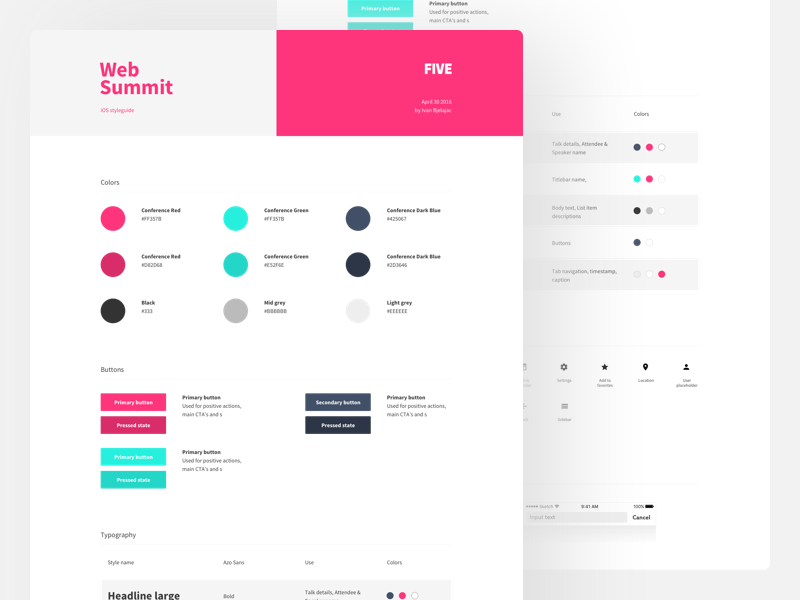 Primary button
Primary button
Used for positive actions,
main CTA's and s
Web
Summit
iOS styleguide
FIVE
April 30 2016
by Ivan Bjelajac
Colors
Conference Red
#FF357B
Conference Green
#FF357B
Conference Dark Blue
#425067
Conference Red
#D82D68
Conference Green
#E52F6E
Conference Dark Blue
#2D3646
Black
#333
Mid grey
#BBBBBB
Light grey
#EEEEEE
Buttons
Primary button
Pressed state
Primary button
Used for positive actions,
main CTA's and s
Secondary button
Pressed state
Primary button
Used for positive actions,
main CTA's and s
Primary button
Pressed state
Primary button
Used for positive actions,
main CTA's and s
Typography
Style name
Azo Sans
Use
Colors
Headline large
Bold
Talk details, Attendee &
Use
Colors
Talk details, Attendee &
Speaker name
Titlebar name,
Body text, List item
descriptions
Buttons
Tab navigation, timestamp,
caption
Settings
Add to
favorites
Location
User
placeholder
Sidebar
Sketch
9:41 AM
100%
Input text
Cancel